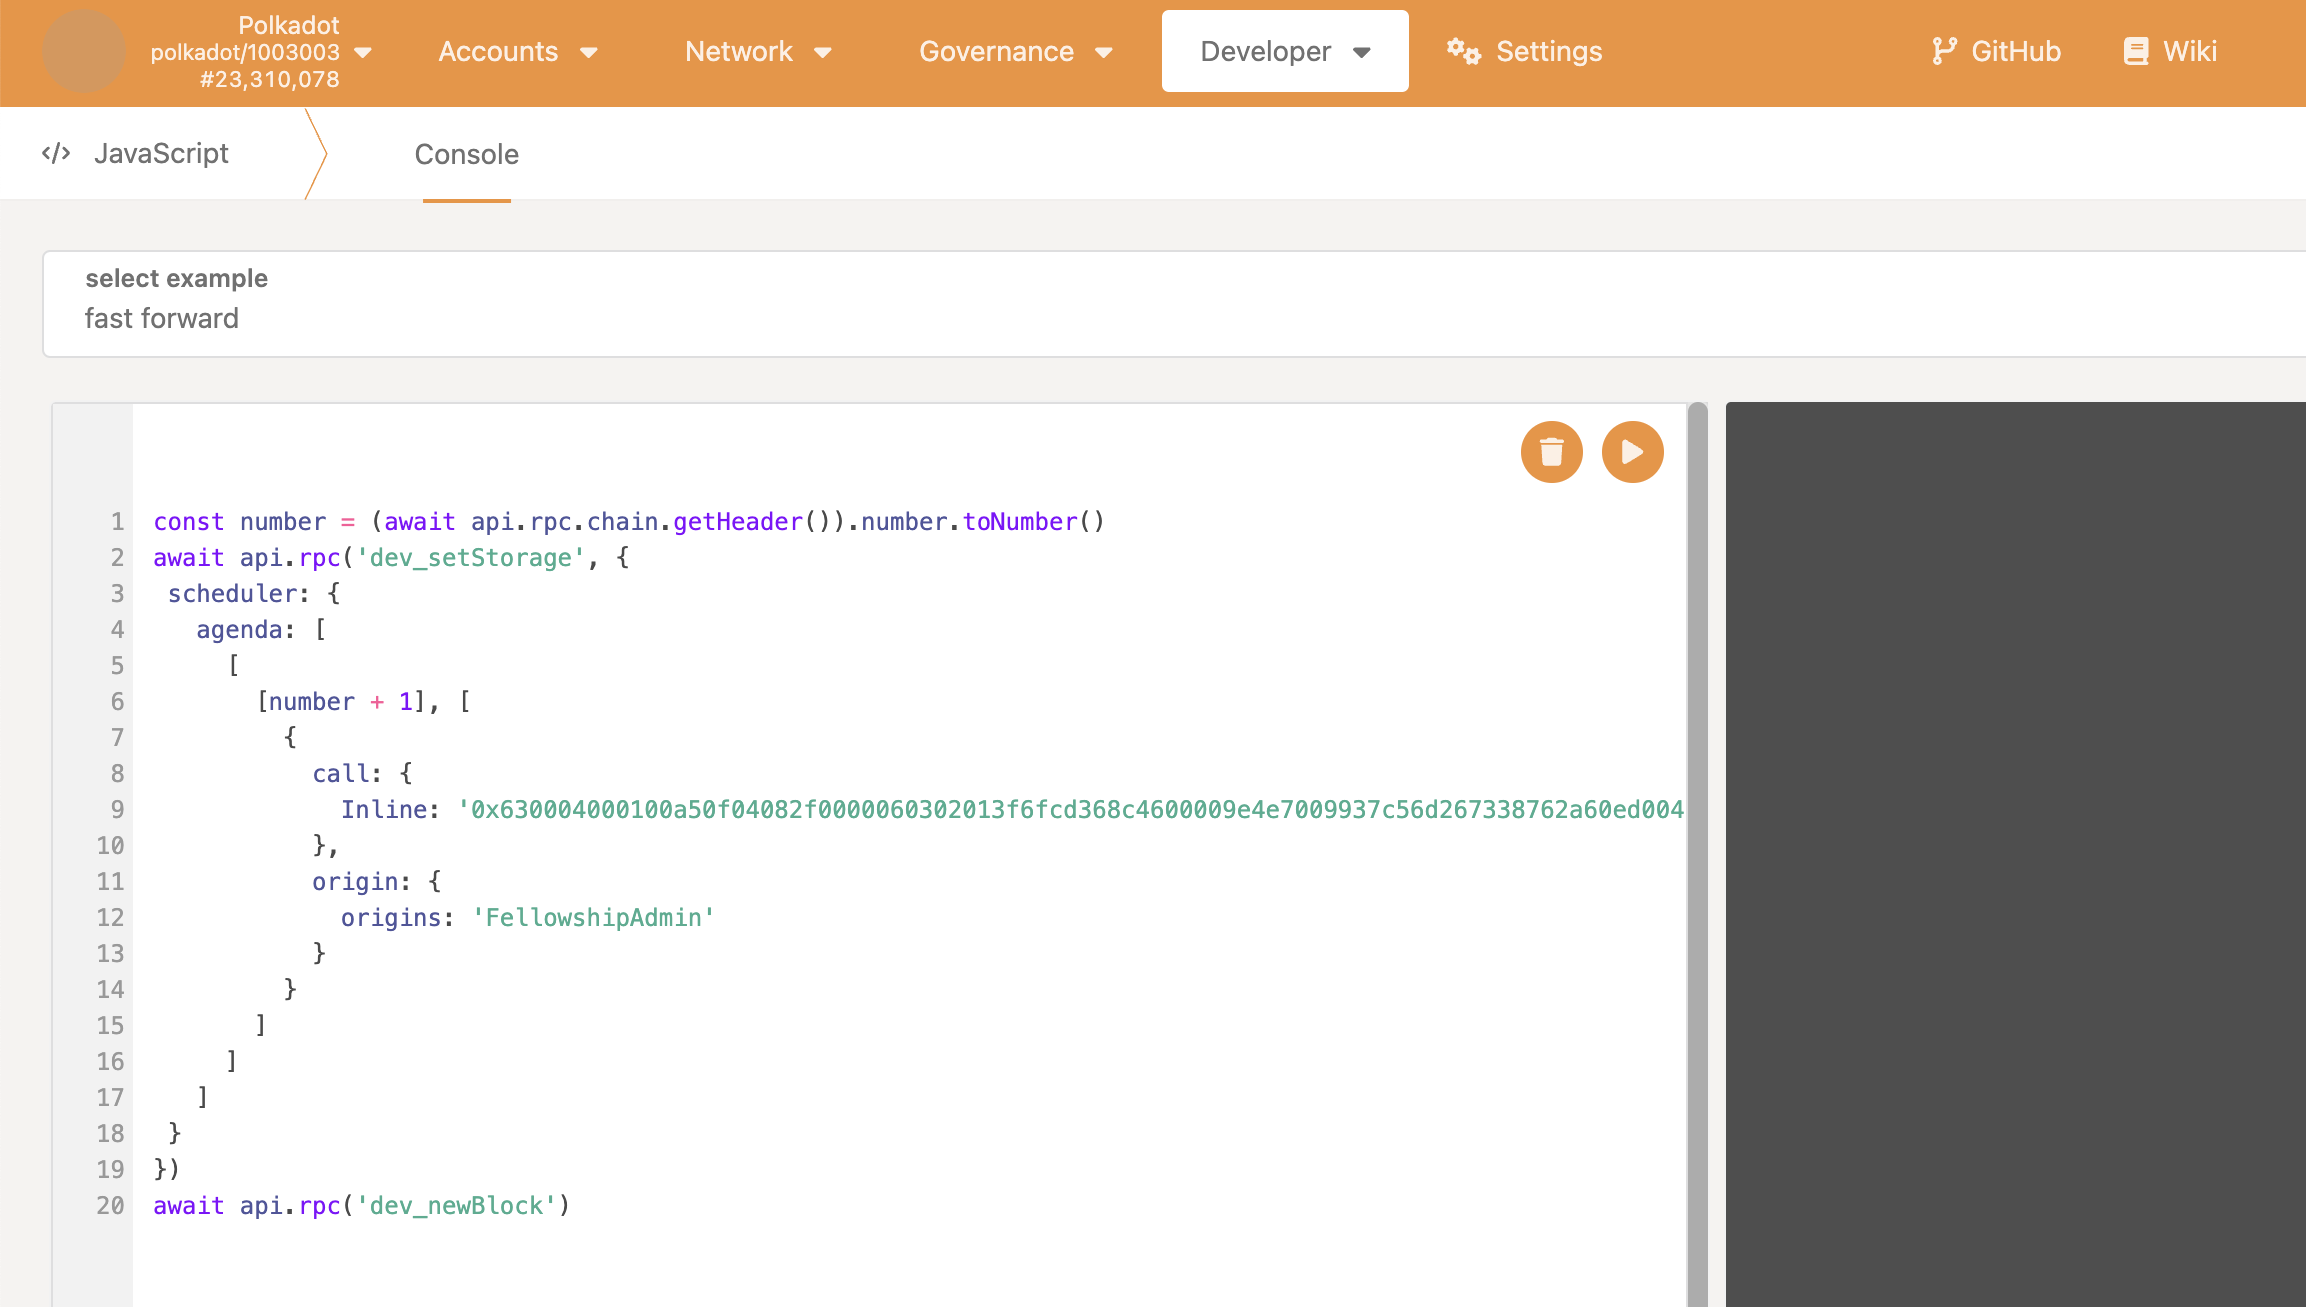 Polkadot
polkadot/1003003
#23,310,078
Accounts
Network
Governance
Developer
Settings
GitHub
Wiki
</> JavaScript
Console
select example
fast forward
1 const number = (await api.rpc.chain.getHeader()).number.toNumber()
2 await api.rpc('dev_setStorage', {
3  scheduler: {
4    agenda: [
5      [
6        [number + 1], [
7          {
8            call: {
9              Inline: '0x630004000100a50f04082f0000060302013f6fcd368c4600009e4e7009937c56d267338762a60ed004
10            },
11            origin: {
12              origins: 'FellowshipAdmin'
13            }
14          }
15        ]
16      ]
17    ]
18  }
19 })
20 await api.rpc('dev_newBlock')